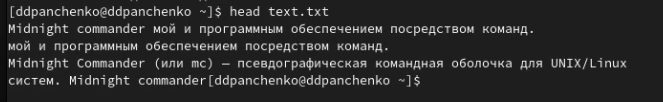 [ddpanchenko@ddpanchenko ~]$ head text.txt
Midnight commander мой и программным обеспечением посредством команд.
мой и программным обеспечением посредством команд.
Midnight Commander (или mc) — псевдографическая командная оболочка для UNIX/Linux
систем. Midnight commander[ddpanchenko@ddpanchenko ~]$